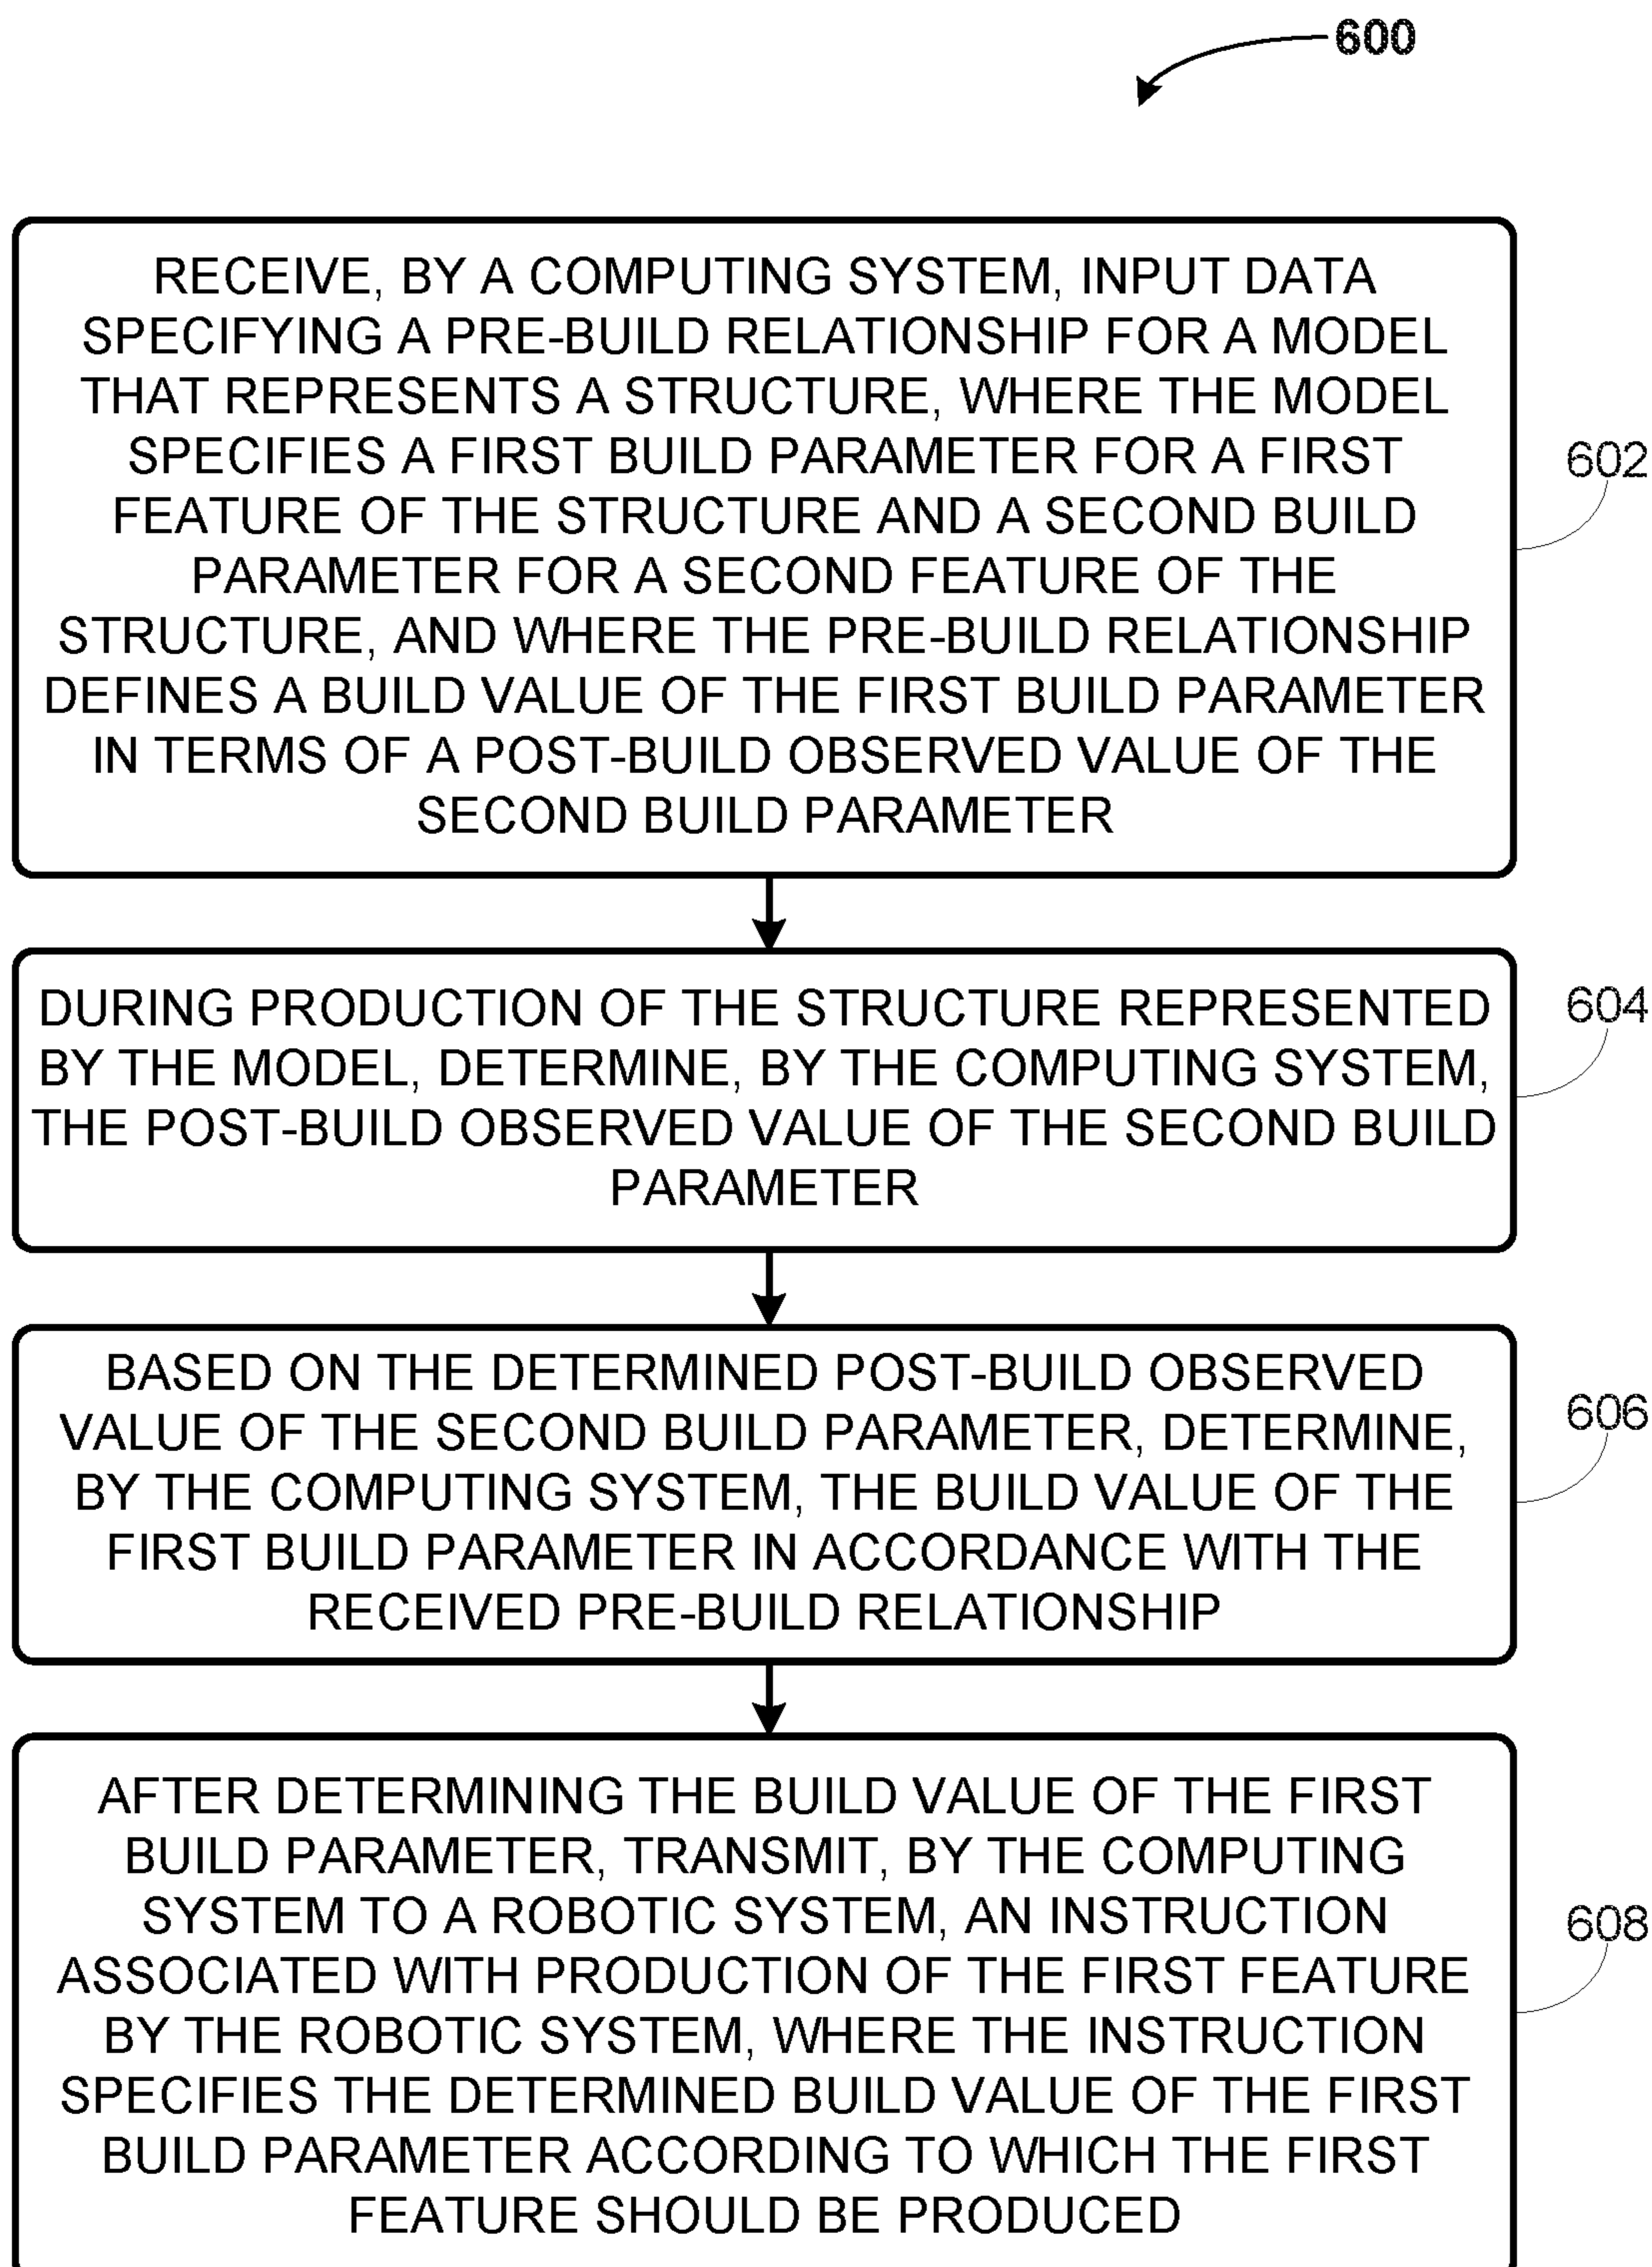 600
RECEIVE, BY A COMPUTING SYSTEM, INPUT DATA
SPECIFYING A PRE-BUILD RELATIONSHIP FOR A MODEL
THAT REPRESENTS A STRUCTURE, WHERE THE MODEL
SPECIFIES A FIRST BUILD PARAMETER FOR A FIRST
FEATURE OF THE STRUCTURE AND A SECOND BUILD
PARAMETER FOR A SECOND FEATURE OF THE
STRUCTURE, AND WHERE THE PRE-BUILD RELATIONSHIP
DEFINES A BUILD VALUE OF THE FIRST BUILD PARAMETER
IN TERMS OF A POST-BUILD OBSERVED VALUE OF THE
SECOND BUILD PARAMETER
602
DURING PRODUCTION OF THE STRUCTURE REPRESENTED
BY THE MODEL, DETERMINE, BY THE COMPUTING SYSTEM,
THE POST-BUILD OBSERVED VALUE OF THE SECOND BUILD
PARAMETER
604
BASED ON THE DETERMINED POST-BUILD OBSERVED
VALUE OF THE SECOND BUILD PARAMETER, DETERMINE,
BY THE COMPUTING SYSTEM, THE BUILD VALUE OF THE
FIRST BUILD PARAMETER IN ACCORDANCE WITH THE
RECEIVED PRE-BUILD RELATIONSHIP
606
AFTER DETERMINING THE BUILD VALUE OF THE FIRST
BUILD PARAMETER, TRANSMIT, BY THE COMPUTING
SYSTEM TO A ROBOTIC SYSTEM, AN INSTRUCTION
ASSOCIATED WITH PRODUCTION OF THE FIRST FEATURE
BY THE ROBOTIC SYSTEM, WHERE THE INSTRUCTION
SPECIFIES THE DETERMINED BUILD VALUE OF THE FIRST
BUILD PARAMETER ACCORDING TO WHICH THE FIRST
FEATURE SHOULD BE PRODUCED
608